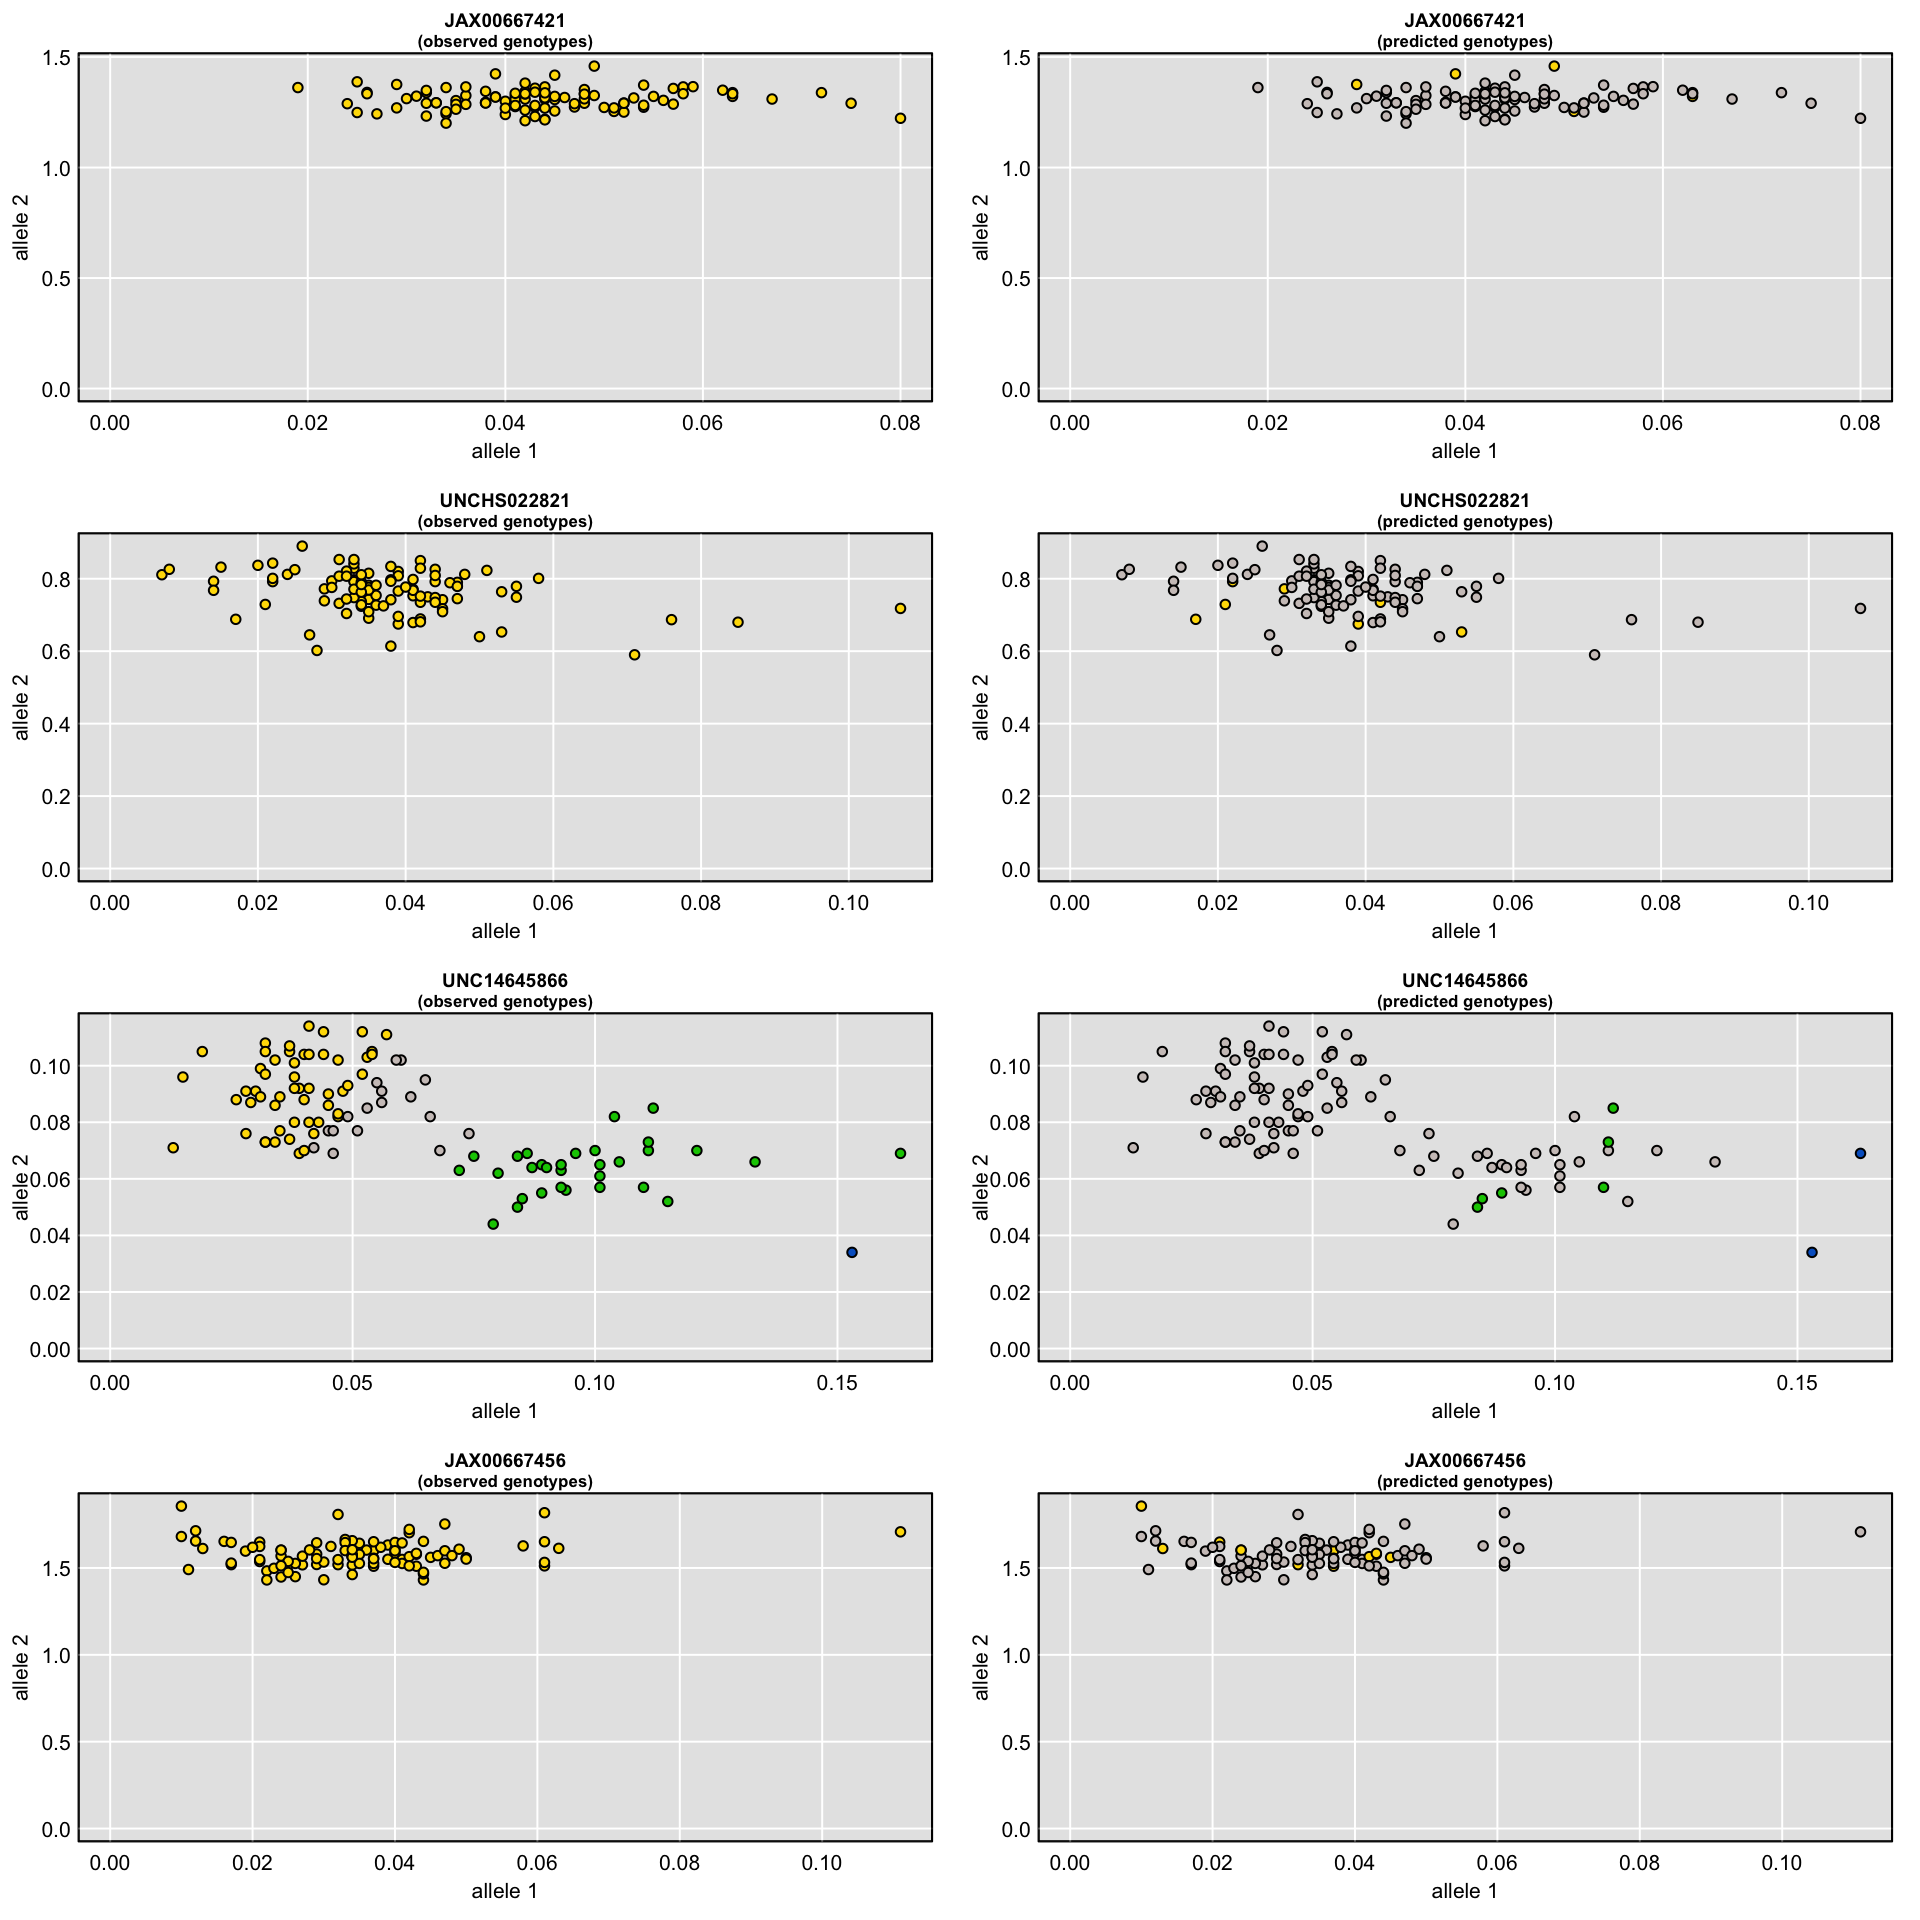 JAX00667421
(observed genotypes)
allele 2
1.5
1.0
0.5
0.0
0.00 0.02 0.04 0.06 0.08
allele 1
JAX00667421
(predicted genotypes)
allele 2
1.5
1.0
0.5
0.0
0.00 0.02 0.04 0.06 0.08
allele 1
UNCHS022821
(observed genotypes)
allele 2
0.8
0.6
0.4
0.2
0.0
0.00 0.02 0.04 0.06 0.08 0.10
allele 1
UNCHS022821
(predicted genotypes)
allele 2
0.8
0.6
0.4
0.2
0.0
0.00 0.02 0.04 0.06 0.08 0.10
allele 1
UNC14645866
(observed genotypes)
allele 2
0.10
0.08
0.06
0.04
0.02
0.00
0.00 0.05 0.10 0.15
allele 1
UNC14645866
(predicted genotypes)
allele 2
0.10
0.08
0.06
0.04
0.02
0.00
0.00 0.05 0.10 0.15
allele 1
JAX00667456
(observed genotypes)
allele 2
1.5
1.0
0.5
0.0
0.00 0.02 0.04 0.06 0.08 0.10
allele 1
JAX00667456
(predicted genotypes)
allele 2
1.5
1.0
0.5
0.0
0.00 0.02 0.04 0.06 0.08 0.10
allele 1